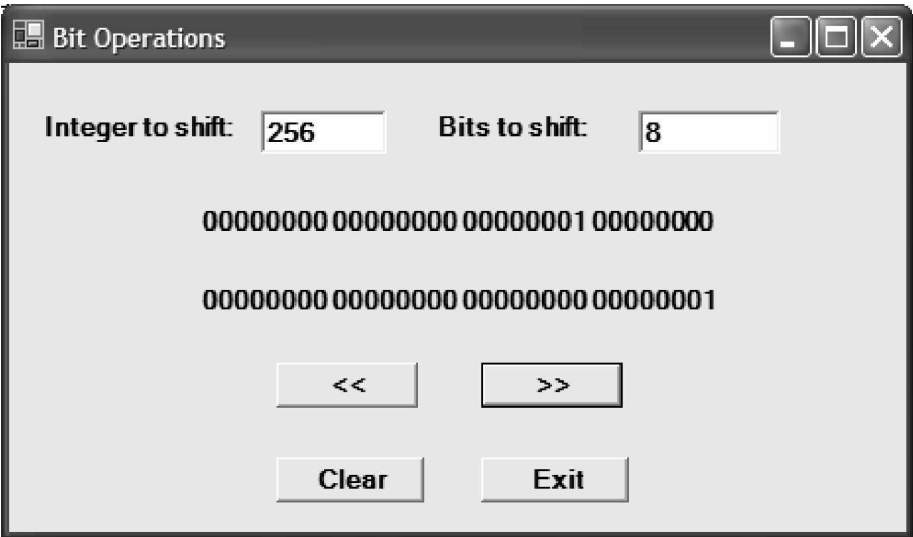 Bit Operations
Integer to shift: 256 Bits to shift: 8
00000000 00000000 00000001 00000000
00000000 00000000 00000000 00000001
<< >>
Clear Exit